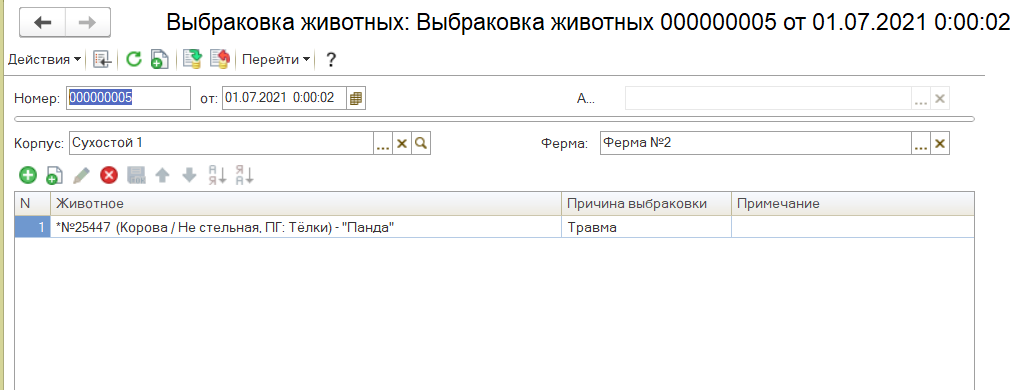 Выбраковка животных: Выбраковка животных 000000005 от 01.07.2021 0:00:02
Действия Перейти ?
Номер: 000000005 от: 01.07.2021 0:00:02 А...
Корпус: Сухостой 1 ... Ферма: Ферма №2 ...
N Животное Причина выбраковки Примечание
1 *№25447 (Корова / Не стельная, ПГ: Тёлки) - "Панда" Травма